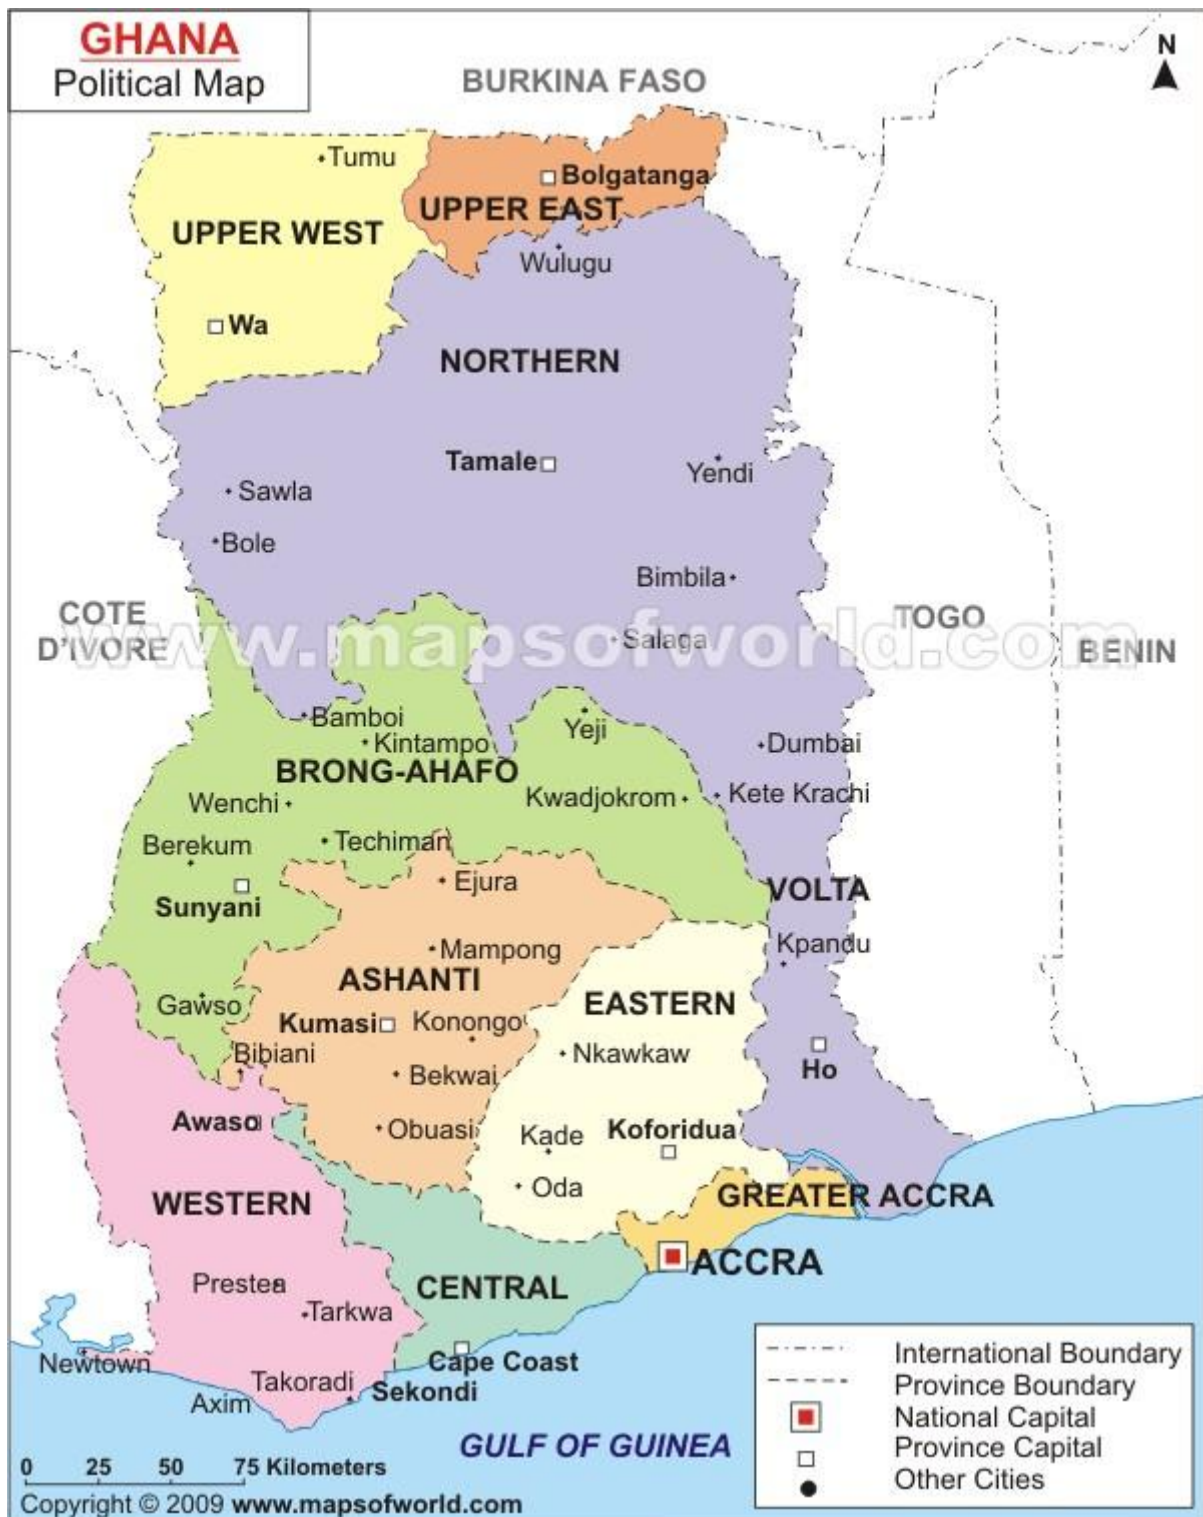 GHANA
Political Map
N
BURKINA FASO
Tumu
Bolgatanga
UPPER EAST
UPPER WEST
Wulugu
Wa
NORTHERN
Tamale
Yendi
Sawla
Bole
Bimbila
COTE
D'IVORE
TOGO
BENIN
www.mapsofworld.com
Salaga
Bamboi
Yeji
Kintampo
Dumbai
BRONG-AHAFO
Wenchi
Kwadjokrom
Kete Krachi
Techiman
Berekum
Ejura
VOLTA
Sunyani
Kpandu
Mampong
ASHANTI
EASTERN
Gawso
Kumasi
Konongo
Bibiani
Nkawkaw
Ho
Bekwai
Awaso
Obuasi
Kade
Koforidua
Oda
WESTERN
GREATER ACCRA
ACCRA
Prestea
CENTRAL
Tarkwa
Newtown
Cape Coast
Takoradi
Sekondi
Axim
GULF OF GUINEA
International Boundary
Province Boundary
National Capital
Province Capital
Other Cities
0 25 50 75 Kilometers
Copyright © 2009 www.mapsofworld.com